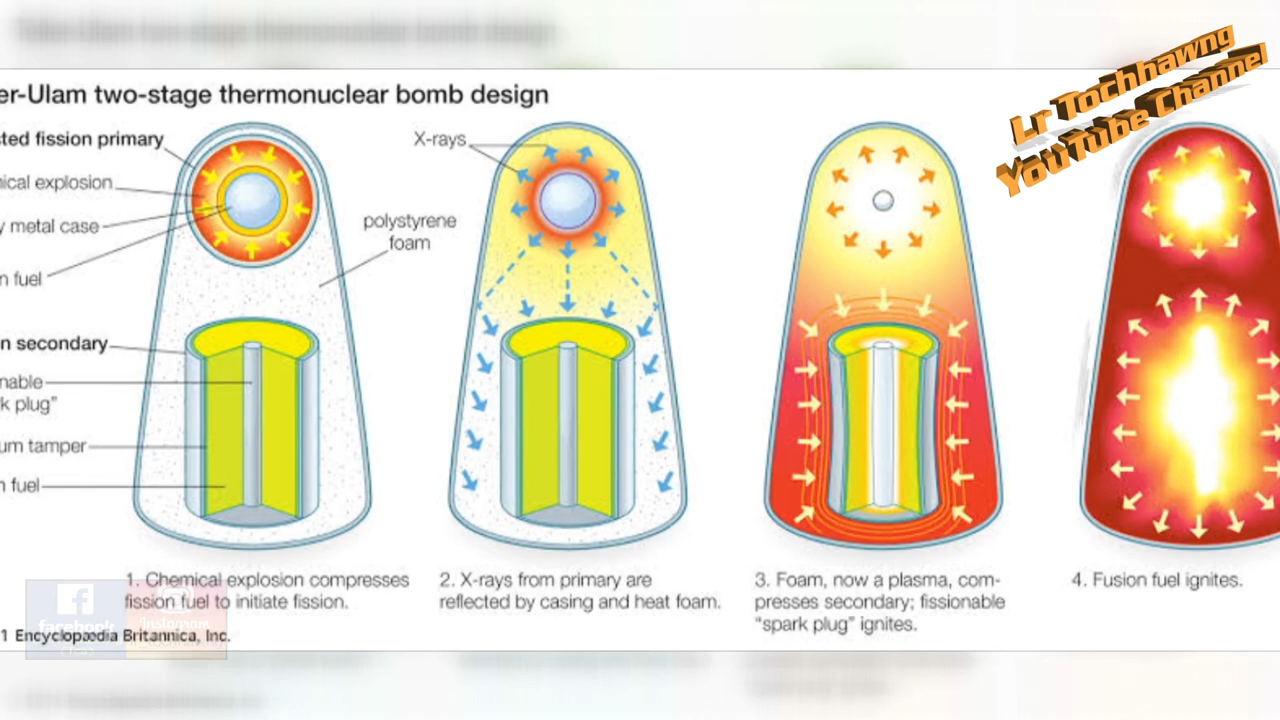 er-Ulam two-stage thermonuclear bomb design
Lr Tochhawng
YouTube Channel
sted fission primary
ical explosion
y metal case
n fuel
n secondary
nable
k plug”
um tamper
n fuel
polystyrene
foam
X-rays
1. Chemical explosion compresses
fission fuel to initiate fission.
2. X-rays from primary are
reflected by casing and heat foam.
3. Foam, now a plasma, com-
presses secondary; fissionable
“spark plug” ignites.
4. Fusion fuel ignites.
facebook
Instagram
1 Encyclopædia Britannica, Inc.